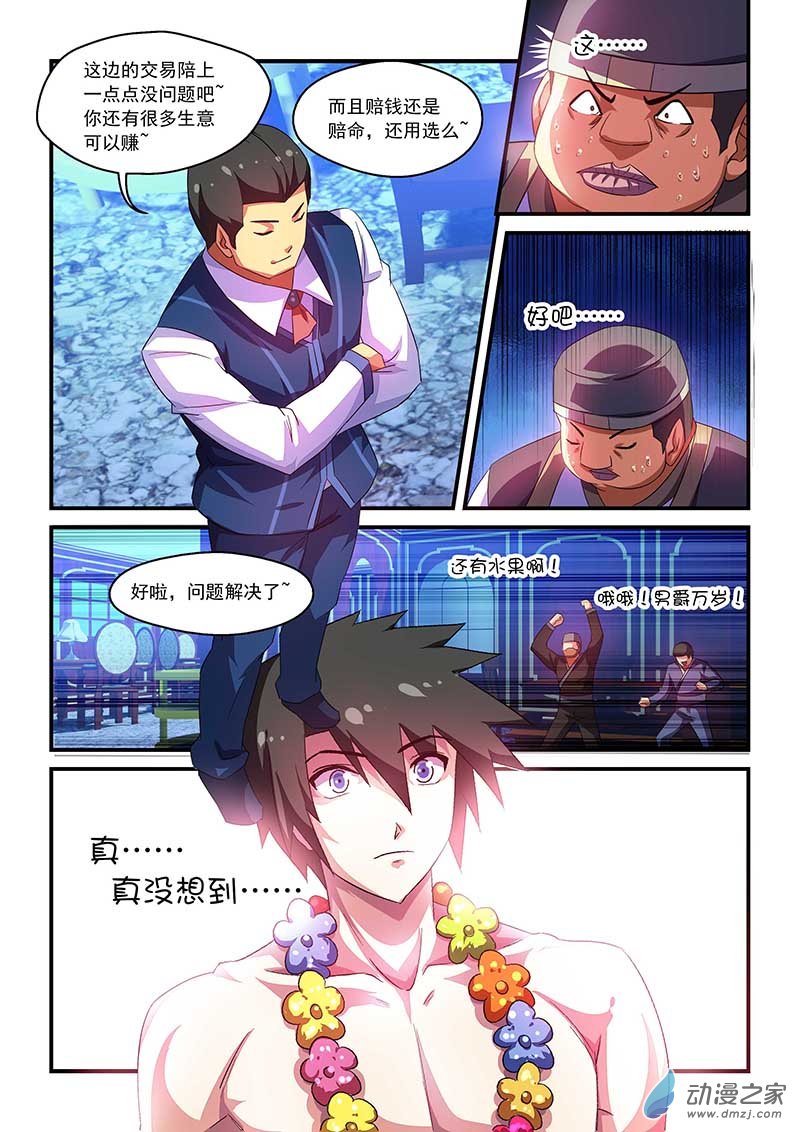 这边的交易陪上
一点点没问题吧~
你还有很多生意
可以赚~
而且赔钱还是
赔命，还用选么~
这……
好吧……
好啦，问题解决了~
还有水果啊！
哦哦！男爵万岁！
真……
真没想到……
动漫之家
www.dmzj.com